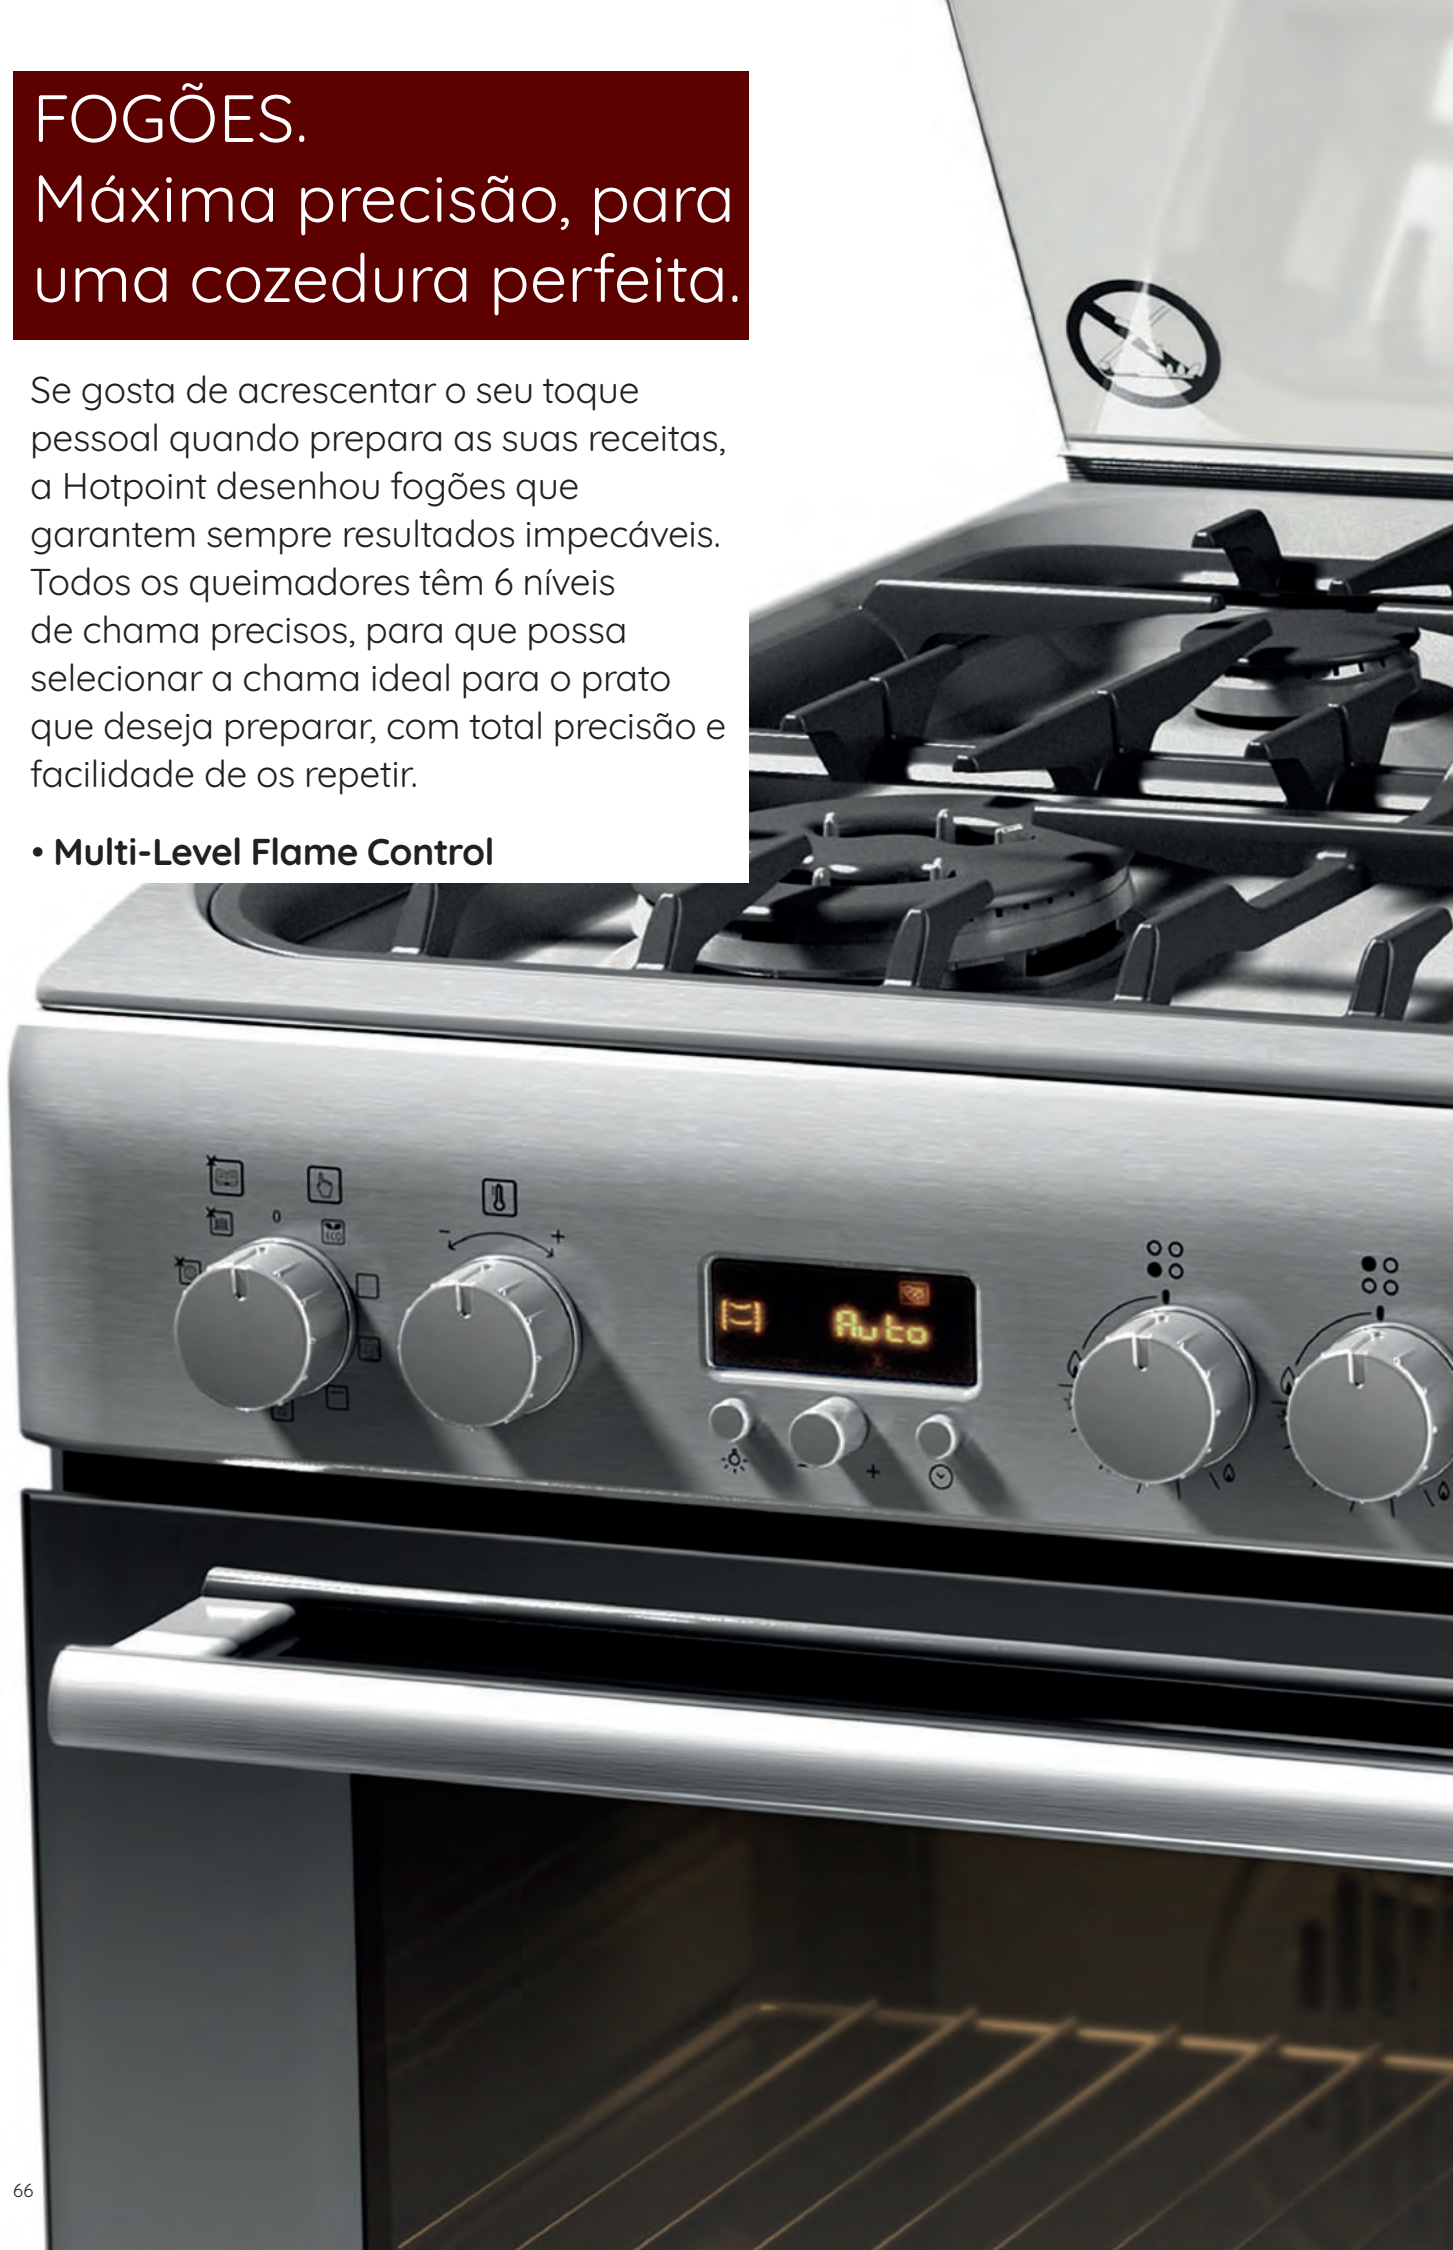 FOGÕES.
Máxima precisão, para
uma cozedura perfeita.
Se gosta de acrescentar o seu toque
pessoal quando prepara as suas receitas,
a Hotpoint desenhou fogões que
garantem sempre resultados impecáveis.
Todos os queimadores têm 6 níveis
de chama precisos, para que possa
selecionar a chama ideal para o prato
que deseja preparar, com total precisão e
facilidade de os repetir.
• Multi-Level Flame Control
0
ECO
- +
Auto
- +
66